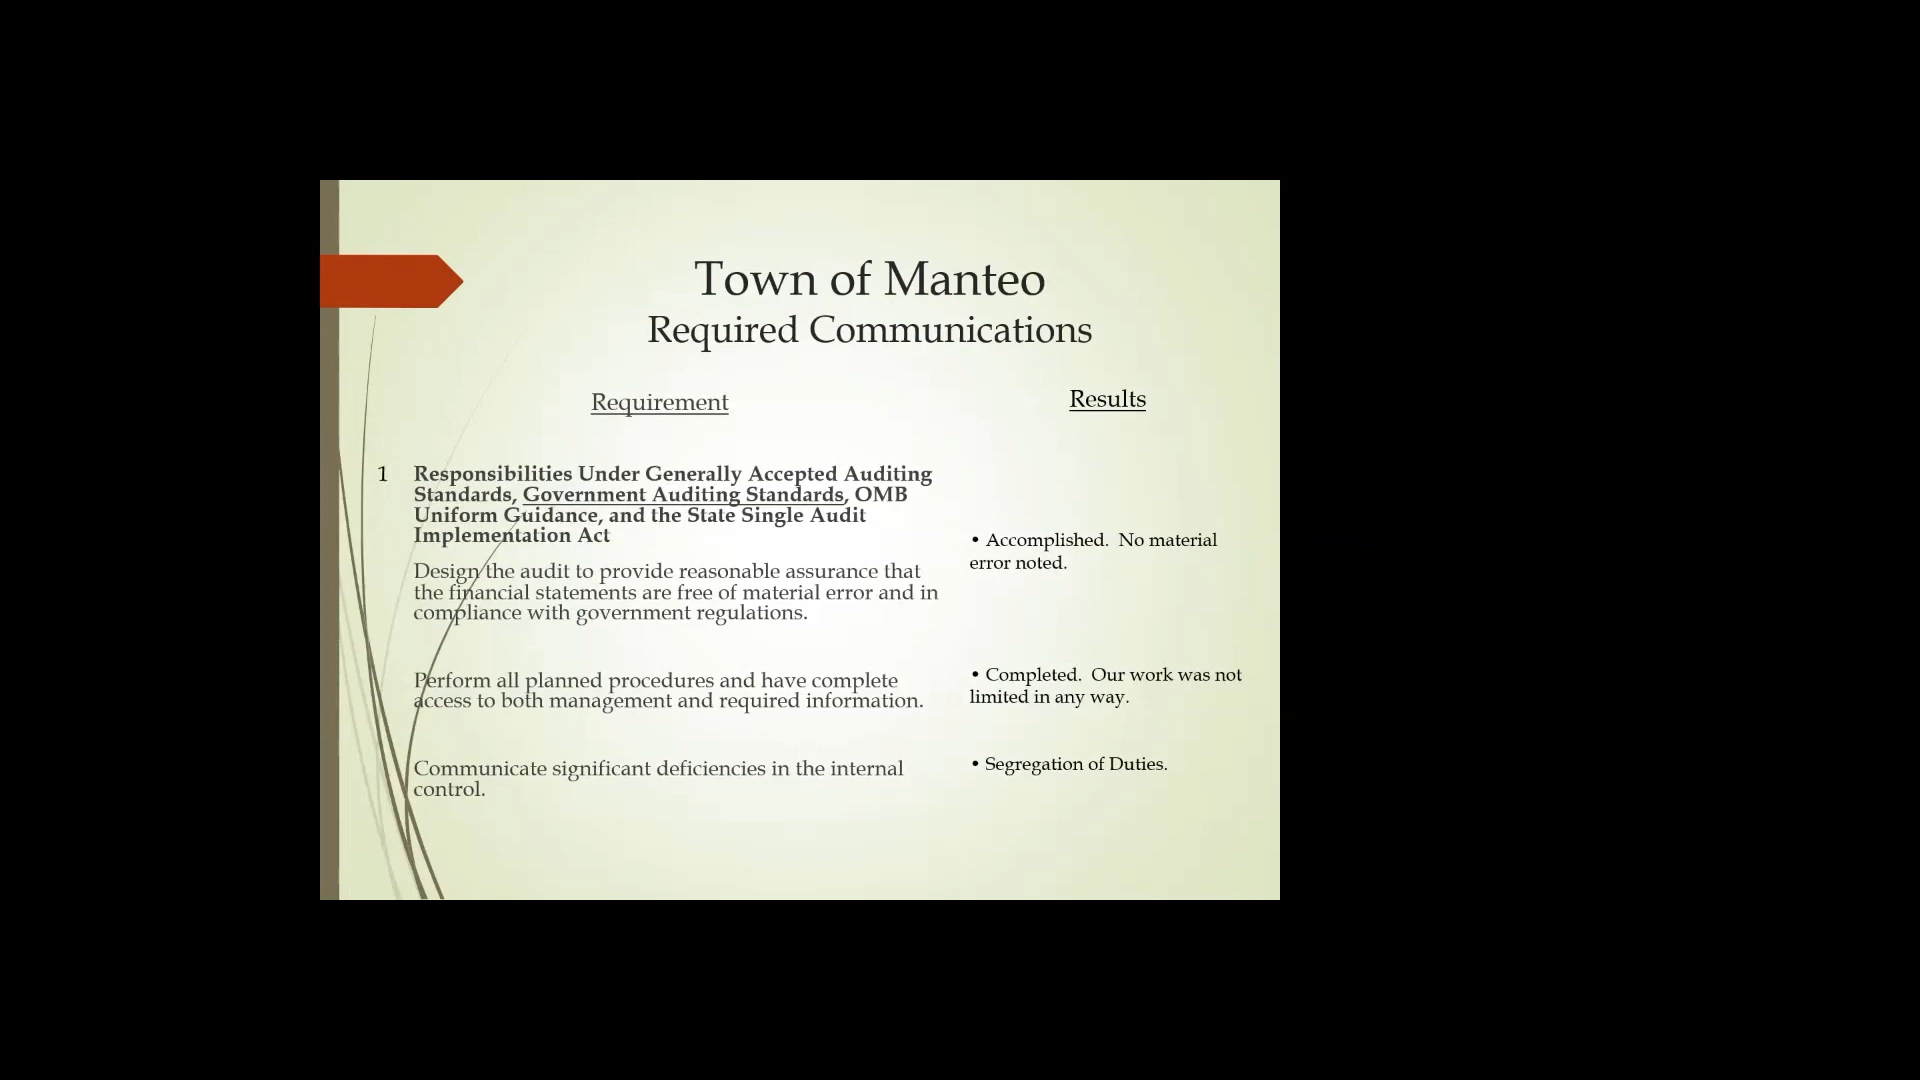 Town of Manteo
Required Communications
Requirement
Results
1 Responsibilities Under Generally Accepted Auditing
Standards, Government Auditing Standards, OMB
Uniform Guidance, and the State Single Audit
Implementation Act
Design the audit to provide reasonable assurance that
the financial statements are free of material error and in
compliance with government regulations.
• Accomplished.  No material
error noted.
Perform all planned procedures and have complete
access to both management and required information.
• Completed.  Our work was not
limited in any way.
Communicate significant deficiencies in the internal
control.
• Segregation of Duties.